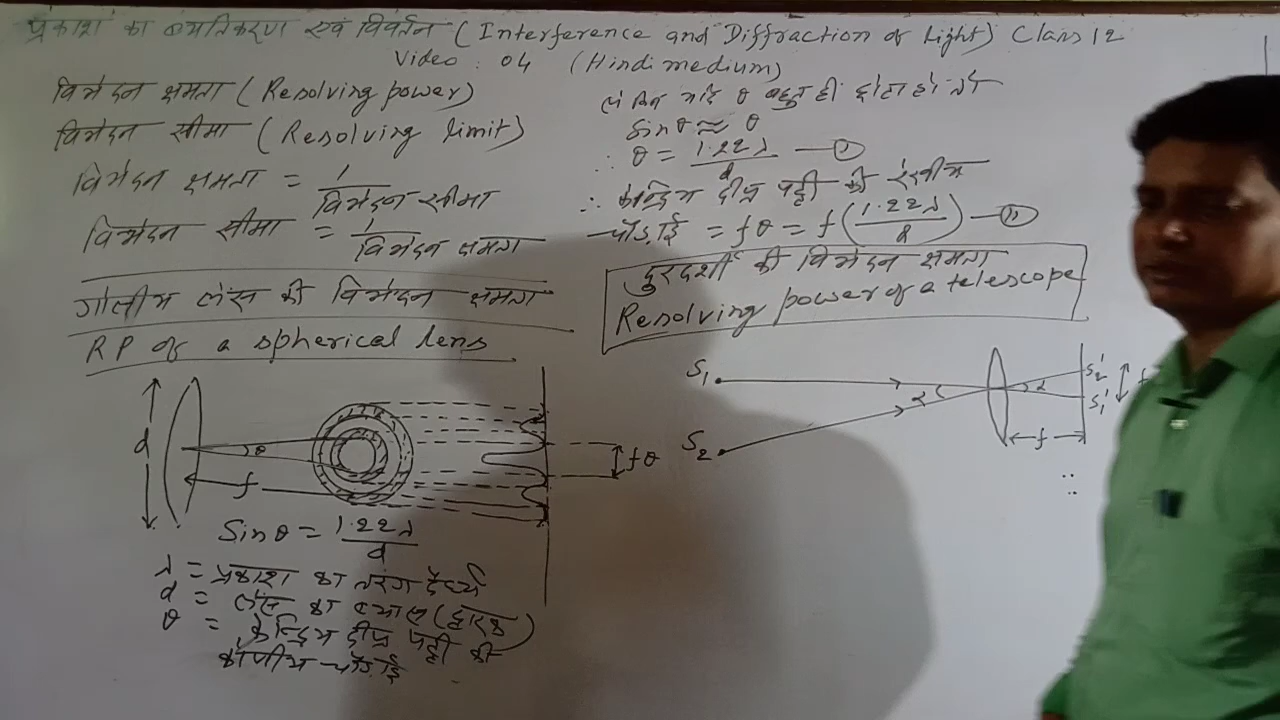 प्रकाश का व्यतिकरण एवं विवर्तन (Interference and Diffraction of Light) Class 12
Video : 04 (Hindi medium)
विभेदन क्षमता (Resolving power)
विभेदन सीमा (Resolving limit)
विभेदन क्षमता = 1/विभेदन सीमा
विभेदन सीमा = 1/विभेदन क्षमता
गोलीय लेंस की विभेदन क्षमता
RP of a spherical lens
d
θ
f
fθ
Sinθ = 1.22λ/d
λ = प्रकाश का तरंग दैर्ध्य
d = लेंस का व्यास (द्वारक)
θ = केन्द्रिय दीप्त पट्टी की
कोणीय चौड़ाई
लेकिन यदि θ बहुत ही छोटा हो तो
Sinθ ≈ θ
∴ θ = 1.22λ/d — (I)
∴ केन्द्रिय दीप्त पट्टी की रेखीय
चौड़ाई = fθ = f(1.22λ/d) — (II)
दूरदर्शी की विभेदन क्षमता
Resolving power of a telescope
S₁
S₂
α
α
S₂'
S₁'
f
f
∴